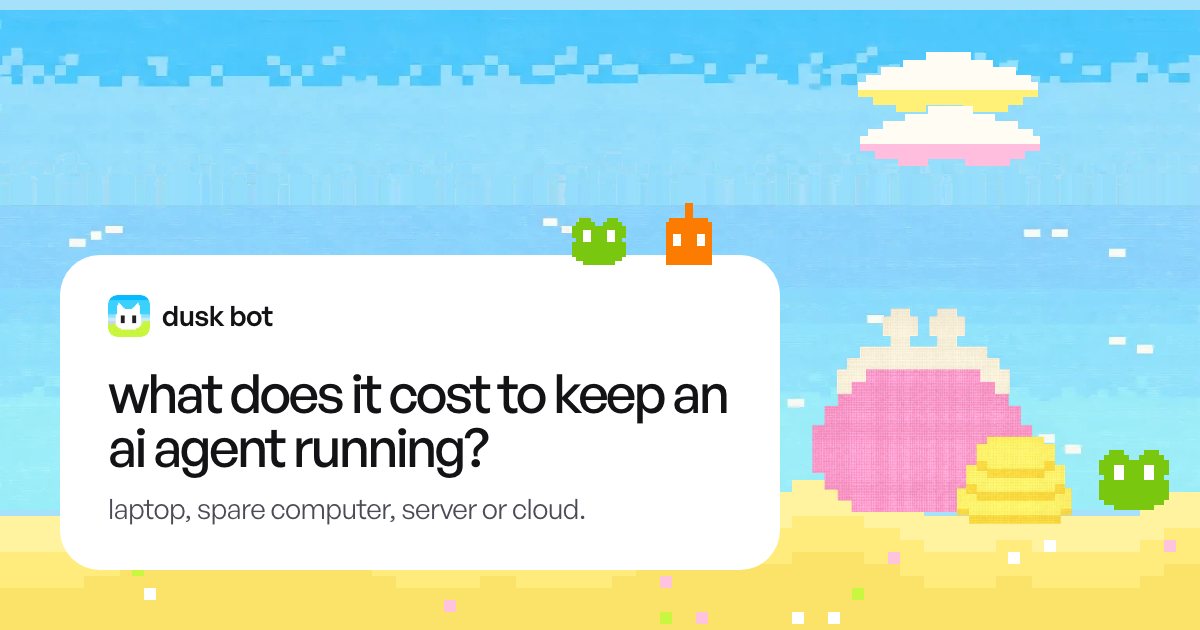 dusk bot
what does it cost to keep an
ai agent running?
laptop, spare computer, server or cloud.